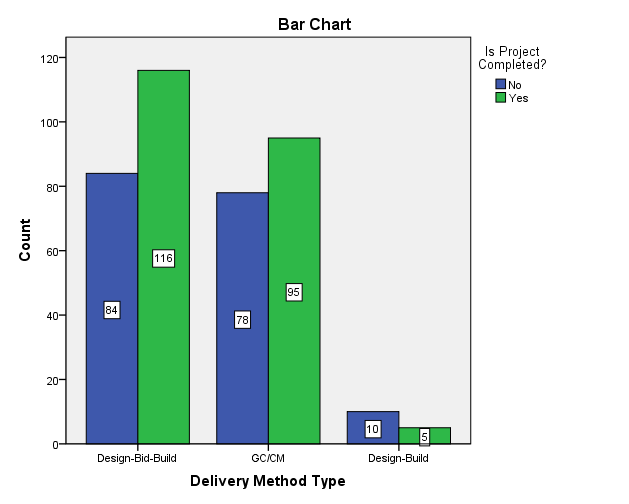 Bar Chart
Is Project
Completed?
No
Yes
Count
120
100
80
60
40
20
0
84
116
78
95
10
5
Design-Bid-Build
GC/CM
Design-Build
Delivery Method Type